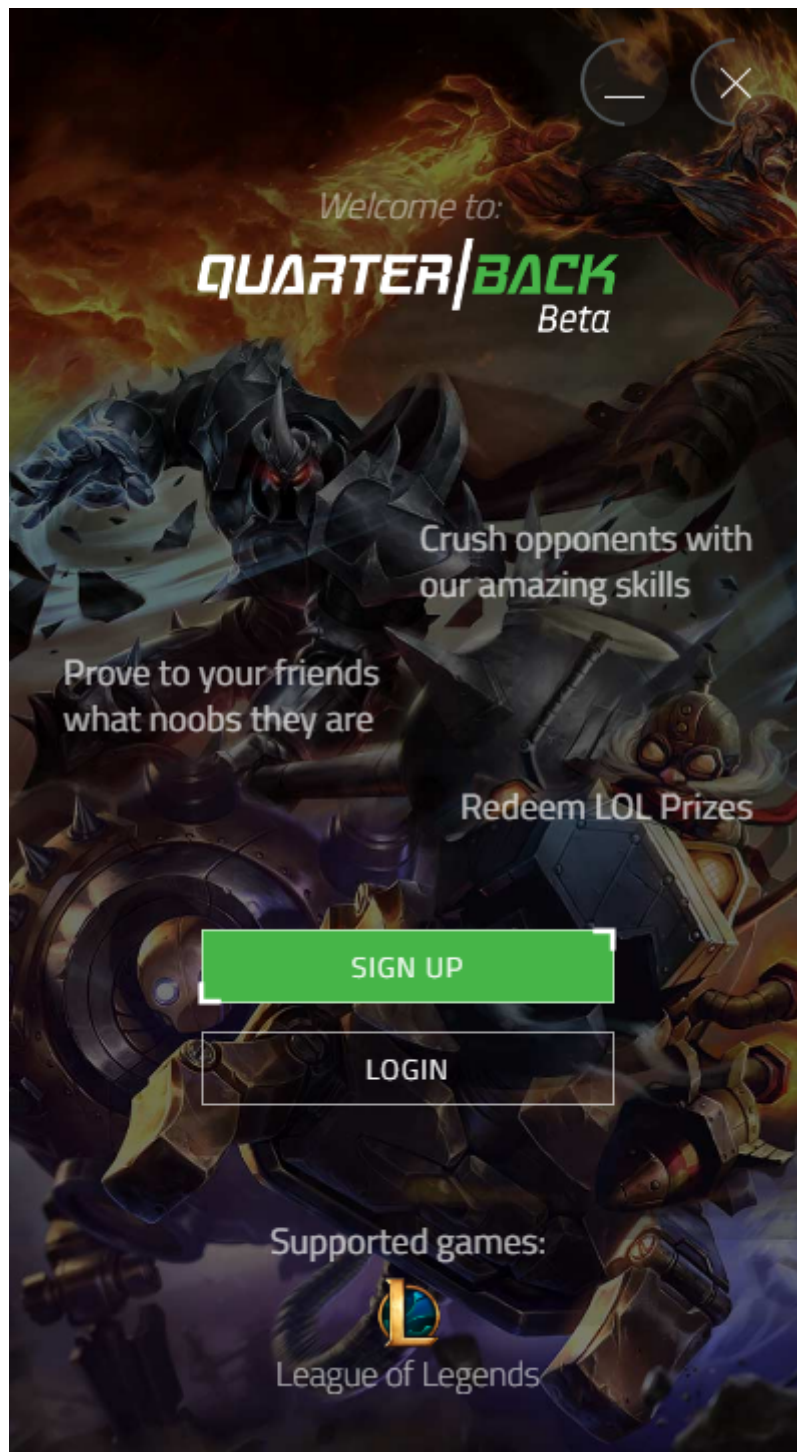 Welcome to:
QUARTER|BACK
Beta
Crush opponents with
our amazing skills
Prove to your friends
what noobs they are
Redeem LOL Prizes
SIGN UP
LOGIN
Supported games:
L
League of Legends